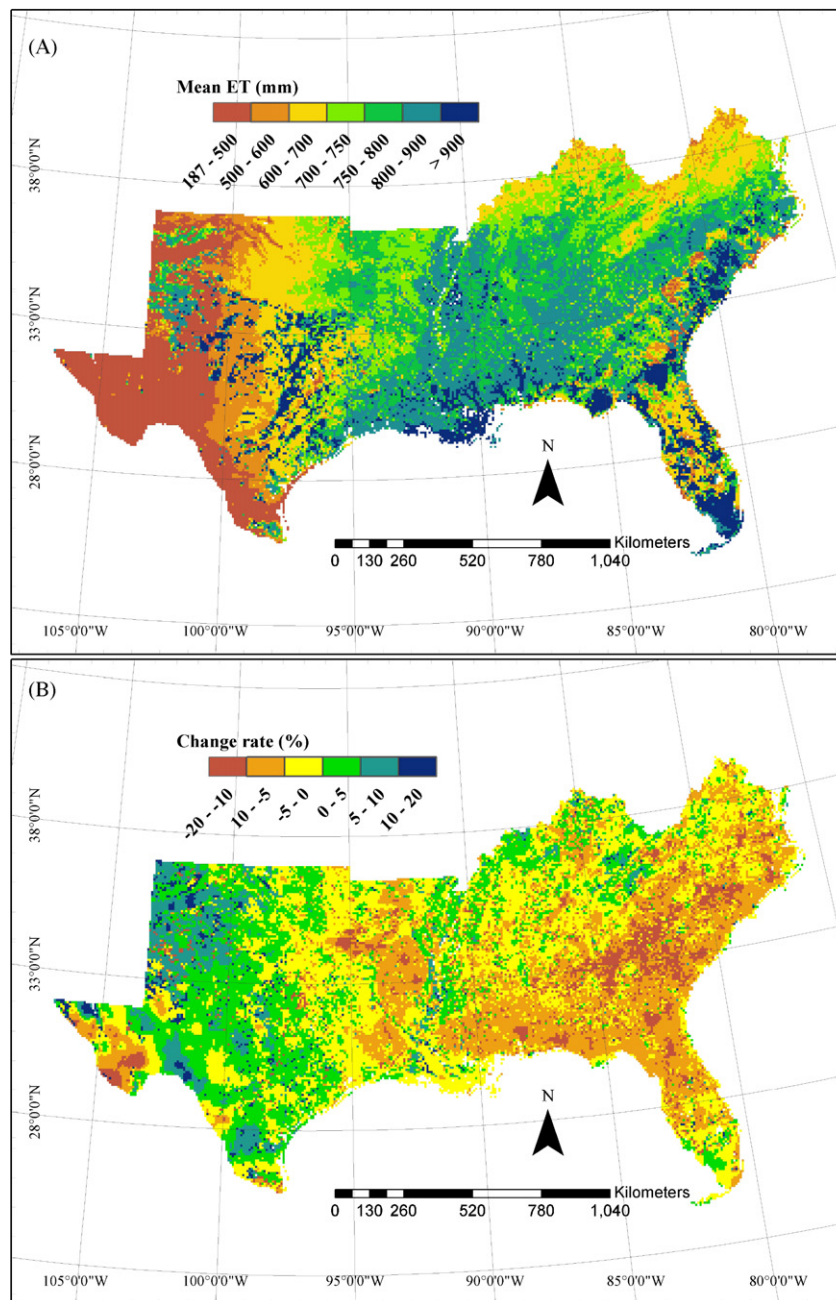 (A)
Mean ET (mm)
187 - 500
500 - 600
600 - 700
700 - 750
750 - 800
800 - 900
> 900
38°0'0"N
33°0'0"N
28°0'0"N
N
Kilometers
0 130 260 520 780 1,040
105°0'0"W 100°0'0"W 95°0'0"W 90°0'0"W 85°0'0"W 80°0'0"W
(B)
Change rate (%)
-20 - -10
10 - -5
-5 - 0
0 - 5
5 - 10
10 - 20
38°0'0"N
33°0'0"N
28°0'0"N
N
Kilometers
0 130 260 520 780 1,040
105°0'0"W 100°0'0"W 95°0'0"W 90°0'0"W 85°0'0"W 80°0'0"W